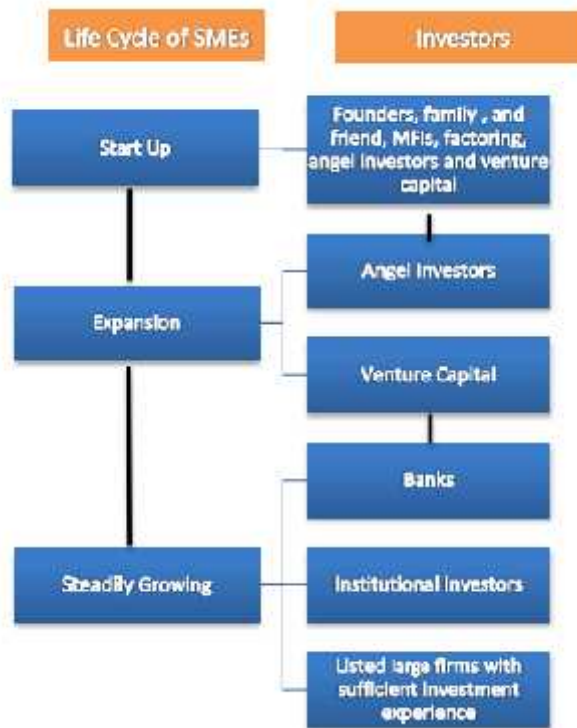 Life Cycle of SMEs
Investors
Start Up
Founders, family , and
friend, MFIs, factoring,
angel investors and venture
capital
Expansion
Angel Investors
Venture Capital
Steadily Growing
Banks
Institutional Investors
Listed large firms with
sufficient investment
experience